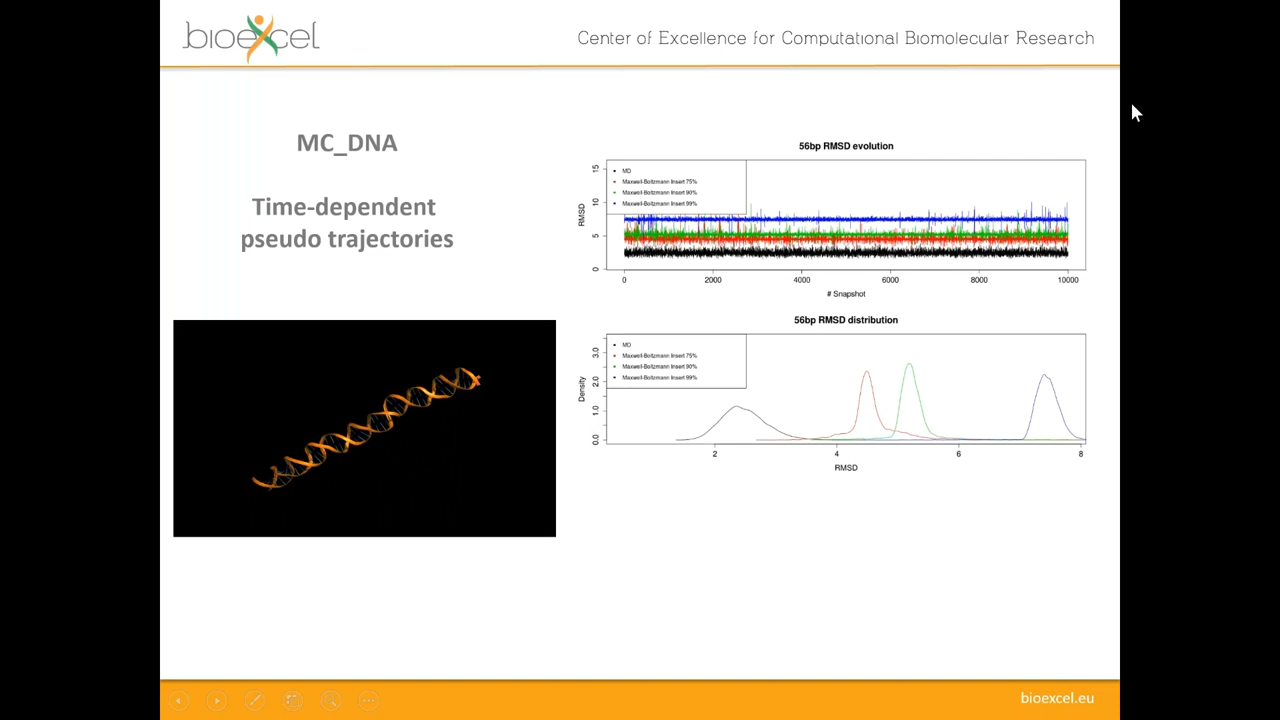 bioexcel
Center of Excellence for Computational Biomolecular Research
MC_DNA
Time-dependent
pseudo trajectories
56bp RMSD evolution
MD
Maxwell-Boltzmann Insert 75%
Maxwell-Boltzmann Insert 90%
Maxwell-Boltzmann Insert 99%
RMSD
15
10
5
0
0 2000 4000 6000 8000 10000
# Snapshot
56bp RMSD distribution
MD
Maxwell-Boltzmann Insert 75%
Maxwell-Boltzmann Insert 90%
Maxwell-Boltzmann Insert 99%
Density
3.0
2.0
1.0
0.0
2 4 6 8
RMSD
bioexcel.eu